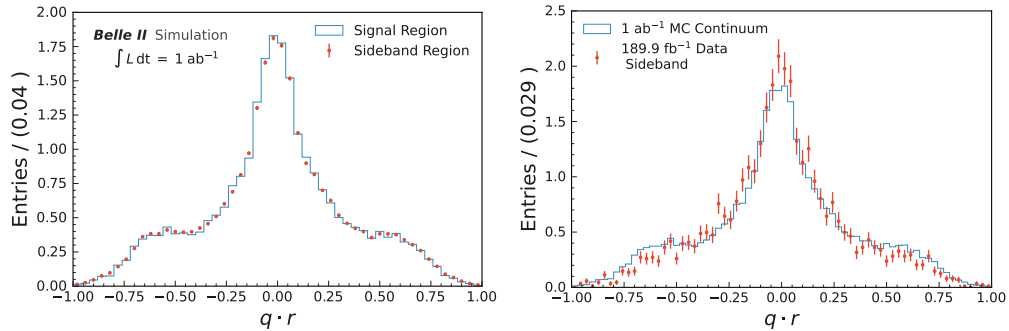 Belle II Simulation
∫ L dt = 1 ab⁻¹
Signal Region
Sideband Region
Entries / (0.04)
2.00
1.75
1.50
1.25
1.00
0.75
0.50
0.25
0.00
−1.00 −0.75 −0.50 −0.25 0.00 0.25 0.50 0.75 1.00
q · r
1 ab⁻¹ MC Continuum
189.9 fb⁻¹ Data
Sideband
Entries / (0.029)
2.5
2.0
1.5
1.0
0.5
0.0
−1.00 −0.75 −0.50 −0.25 0.00 0.25 0.50 0.75 1.00
q · r